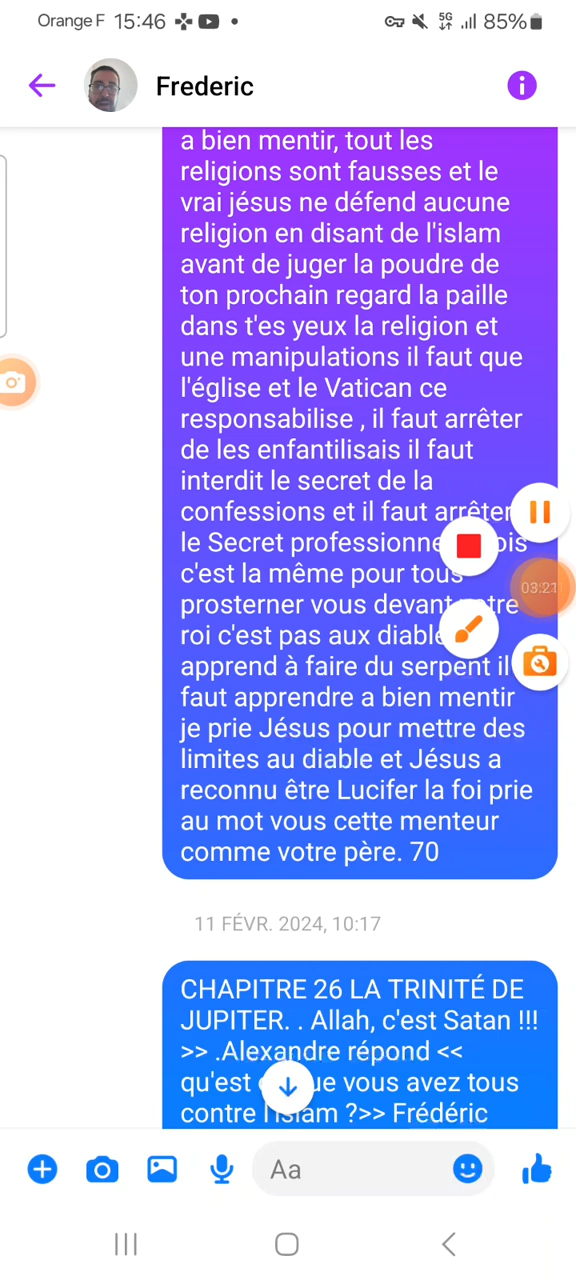 Orange F 15:46
5G 85%
Frederic
a bien mentir, tout les
religions sont fausses et le
vrai jésus ne défend aucune
religion en disant de l'islam
avant de juger la poudre de
ton prochain regard la paille
dans t'es yeux la religion et
une manipulations il faut que
l'église et le Vatican ce
responsabilise , il faut arrêter
de les enfantilisais il faut
interdit le secret de la
confessions et il faut arrêter
le Secret professionne
c'est la même pour tous
03:21
prosterner vous devant
roi c'est pas aux diable
apprend à faire du serpent il
faut apprendre a bien mentir
je prie Jésus pour mettre des
limites au diable et Jésus a
reconnu être Lucifer la foi prie
au mot vous cette menteur
comme votre père. 70
11 FÉVR. 2024, 10:17
CHAPITRE 26 LA TRINITÉ DE
JUPITER. . Allah, c'est Satan !!!
>> .Alexandre répond <<
qu'est vous avez tous
contre l'islam ?>> Frédéric
Aa